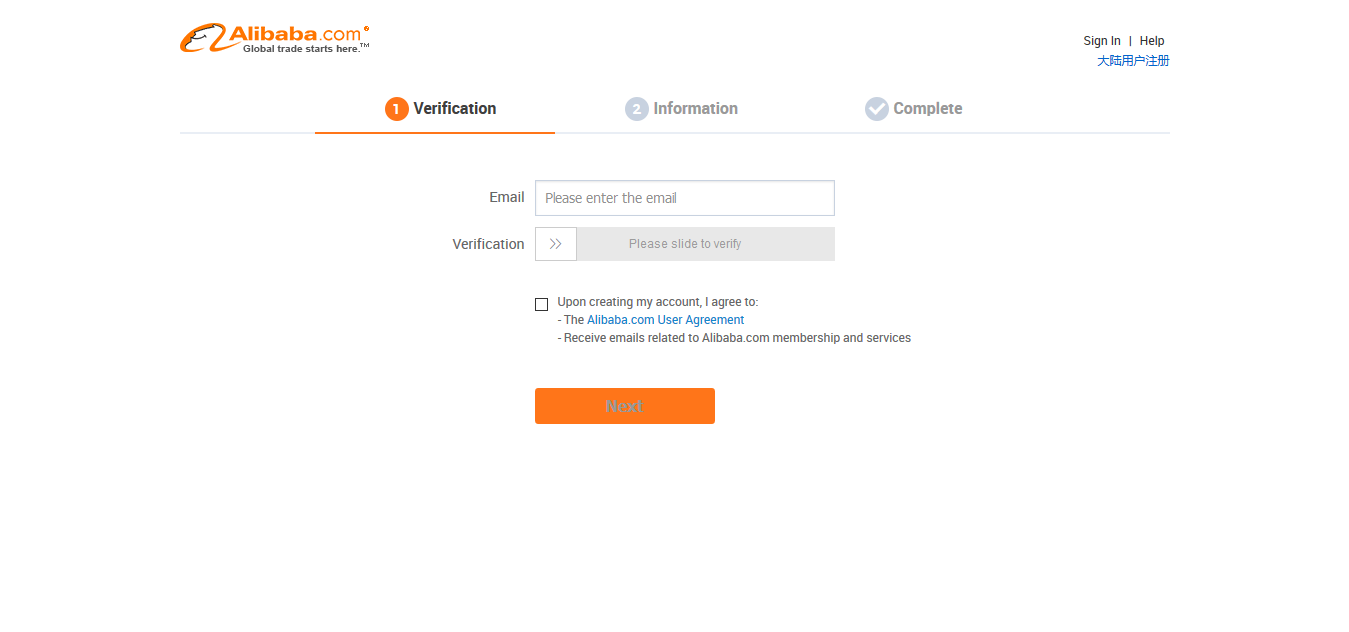 Alibaba.com
Global trade starts here.™
Sign In | Help
大陆用户注册
1 Verification
2 Information
Complete
Email Please enter the email
Verification Please slide to verify
Upon creating my account, I agree to:
- The Alibaba.com User Agreement
- Receive emails related to Alibaba.com membership and services
Next